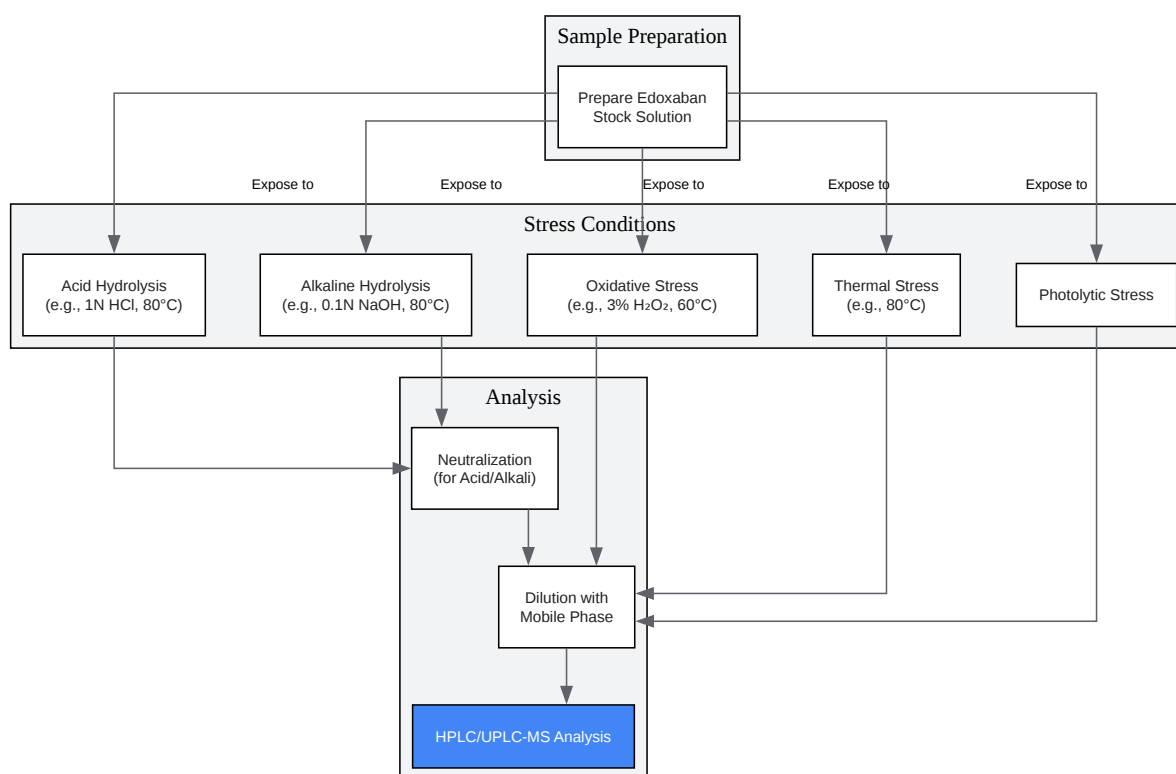 Sample Preparation
Prepare Edoxaban
Stock Solution
Expose to
Expose to
Expose to
Expose to
Expose to
Stress Conditions
Acid Hydrolysis
(e.g., 1N HCl, 80°C)
Alkaline Hydrolysis
(e.g., 0.1N NaOH, 80°C)
Oxidative Stress
(e.g., 3% H₂O₂, 60°C)
Thermal Stress
(e.g., 80°C)
Photolytic Stress
Analysis
Neutralization
(for Acid/Alkali)
Dilution with
Mobile Phase
HPLC/UPLC-MS Analysis